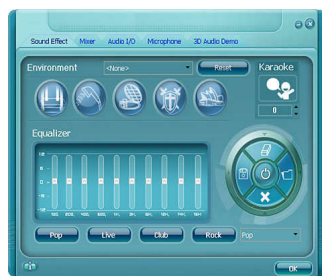 Sound Effect Mixer Audio I/O Microphone 3D Audio Demo
Environment <None> Reset Karaoke
0
Equalizer
Pop Live Club Rock Pop
OK